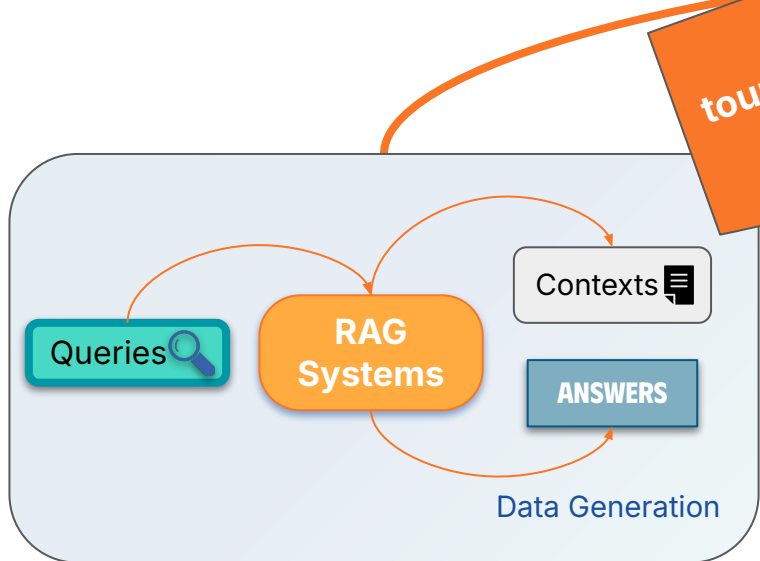 Queries
RAG
Systems
Contexts
ANSWERS
Data Generation